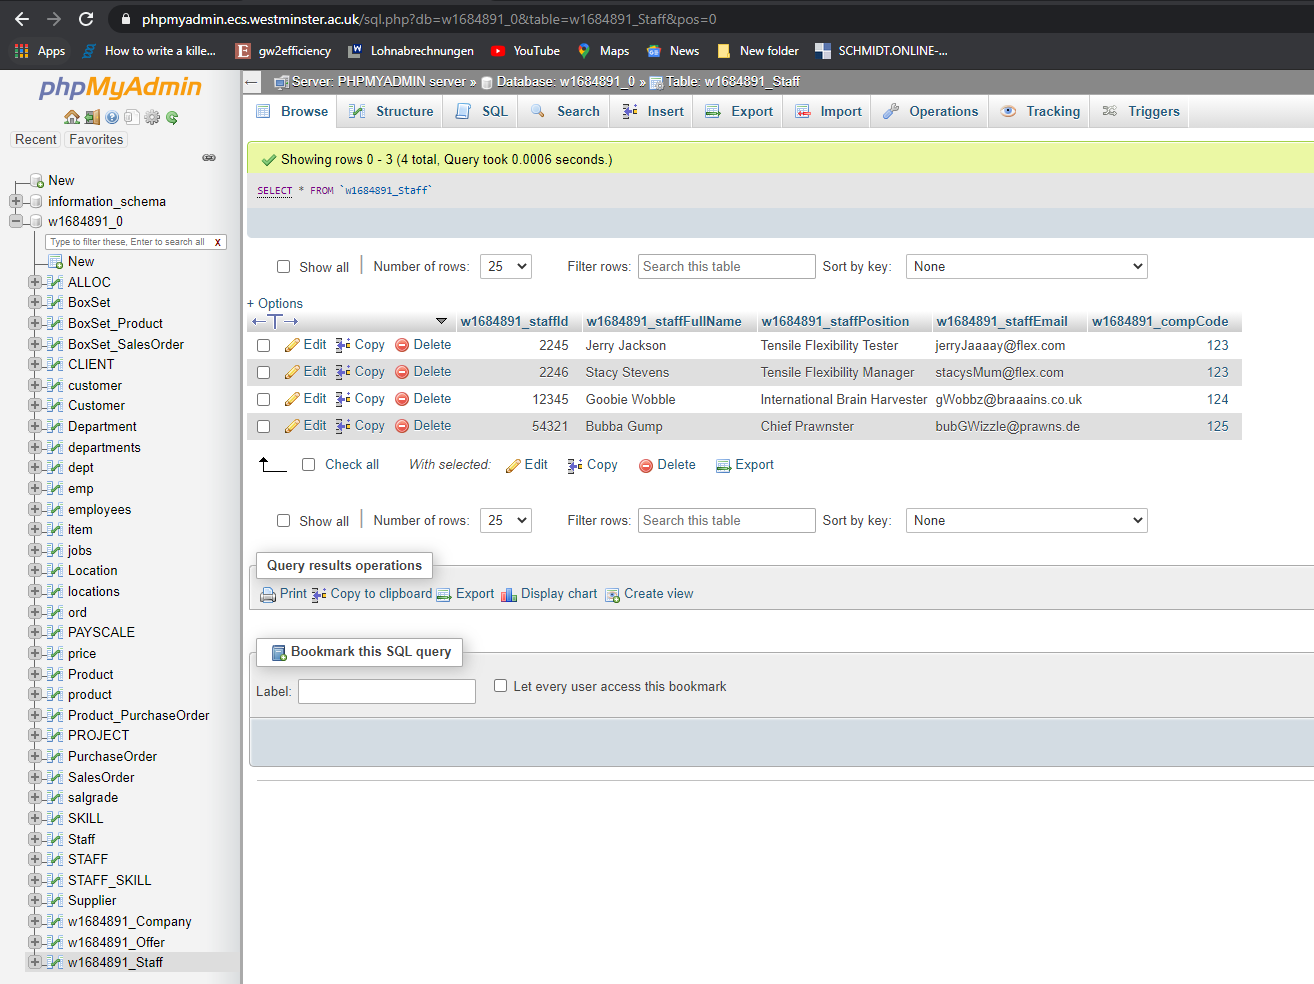 phpmyadmin.ecs.westminster.ac.uk/sql.php?db=w1684891_0&table=w1684891_Staff&pos=0
Apps How to write a kille... gw2efficiency Lohnabrechnungen YouTube Maps News New folder SCHMIDT.ONLINE-...
phpMyAdmin
Recent Favorites
New
information_schema
w1684891_0
Type to filter these, Enter to search all X
New
ALLOC
BoxSet
BoxSet_Product
BoxSet_SalesOrder
CLIENT
customer
Customer
Department
departments
dept
emp
employees
item
jobs
Location
locations
ord
PAYSCALE
price
Product
product
Product_PurchaseOrder
PROJECT
PurchaseOrder
SalesOrder
salgrade
SKILL
Staff
STAFF
STAFF_SKILL
Supplier
w1684891_Company
w1684891_Offer
w1684891_Staff
Server: PHPMYADMIN server » Database: w1684891_0 » Table: w1684891_Staff
Browse Structure SQL Search Insert Export Import Operations Tracking Triggers
Showing rows 0 - 3 (4 total, Query took 0.0006 seconds.)
SELECT * FROM `w1684891_Staff`
Show all Number of rows: 25 Filter rows: Search this table Sort by key: None
+ Options
w1684891_staffId w1684891_staffFullName w1684891_staffPosition w1684891_staffEmail w1684891_compCode
Edit Copy Delete 2245 Jerry Jackson Tensile Flexibility Tester jerryJaaaay@flex.com 123
Edit Copy Delete 2246 Stacy Stevens Tensile Flexibility Manager stacysMum@flex.com 123
Edit Copy Delete 12345 Goobie Wobble International Brain Harvester gWobbz@braaains.co.uk 124
Edit Copy Delete 54321 Bubba Gump Chief Prawnster bubGWizzle@prawns.de 125
Check all With selected: Edit Copy Delete Export
Show all Number of rows: 25 Filter rows: Search this table Sort by key: None
Query results operations
Print Copy to clipboard Export Display chart Create view
Bookmark this SQL query
Label: Let every user access this bookmark